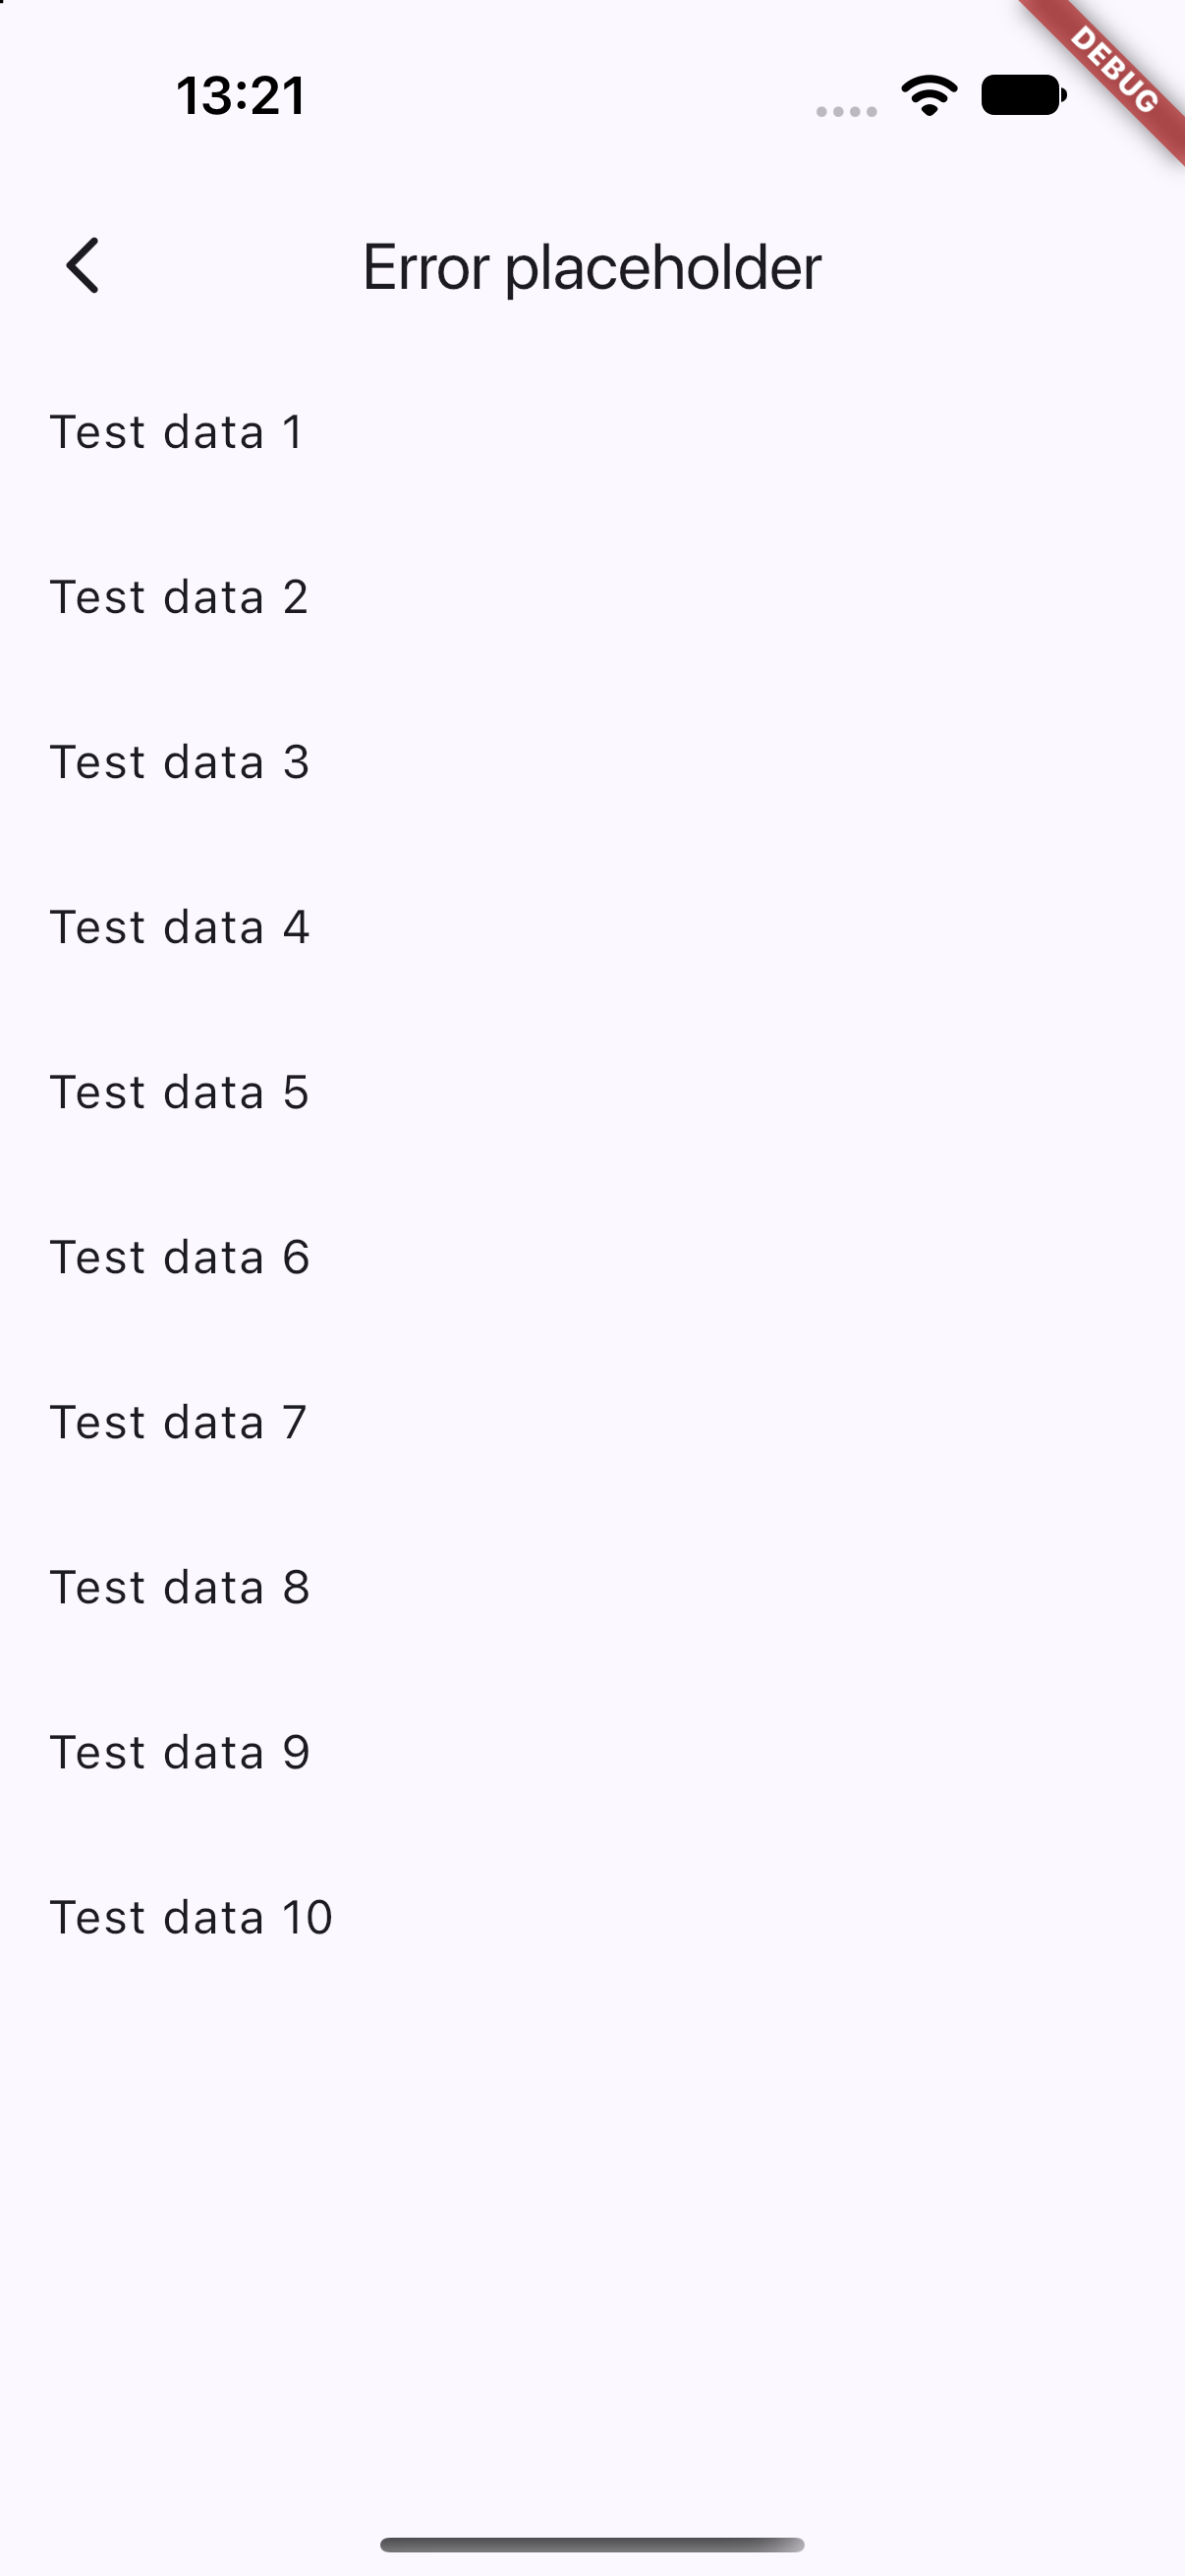 13:21
DEBUG
Error placeholder
Test data 1
Test data 2
Test data 3
Test data 4
Test data 5
Test data 6
Test data 7
Test data 8
Test data 9
Test data 10